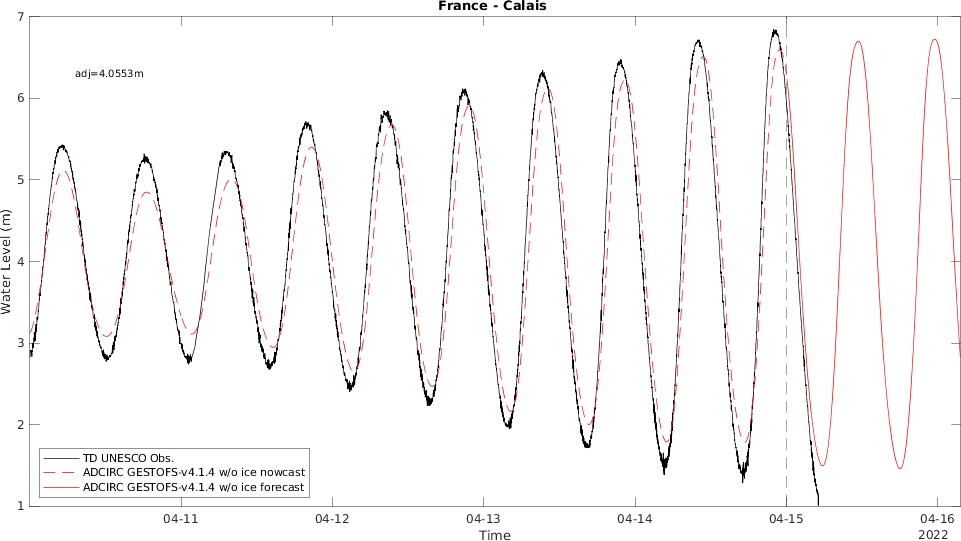 France - Calais
7
adj=4.0553m
6
5
4
3
2
1
Water Level (m)
TD UNESCO Obs.
ADCIRC GESTOFS-v4.1.4 w/o ice nowcast
ADCIRC GESTOFS-v4.1.4 w/o ice forecast
04-11 04-12 04-13 04-14 04-15 04-16
Time
2022